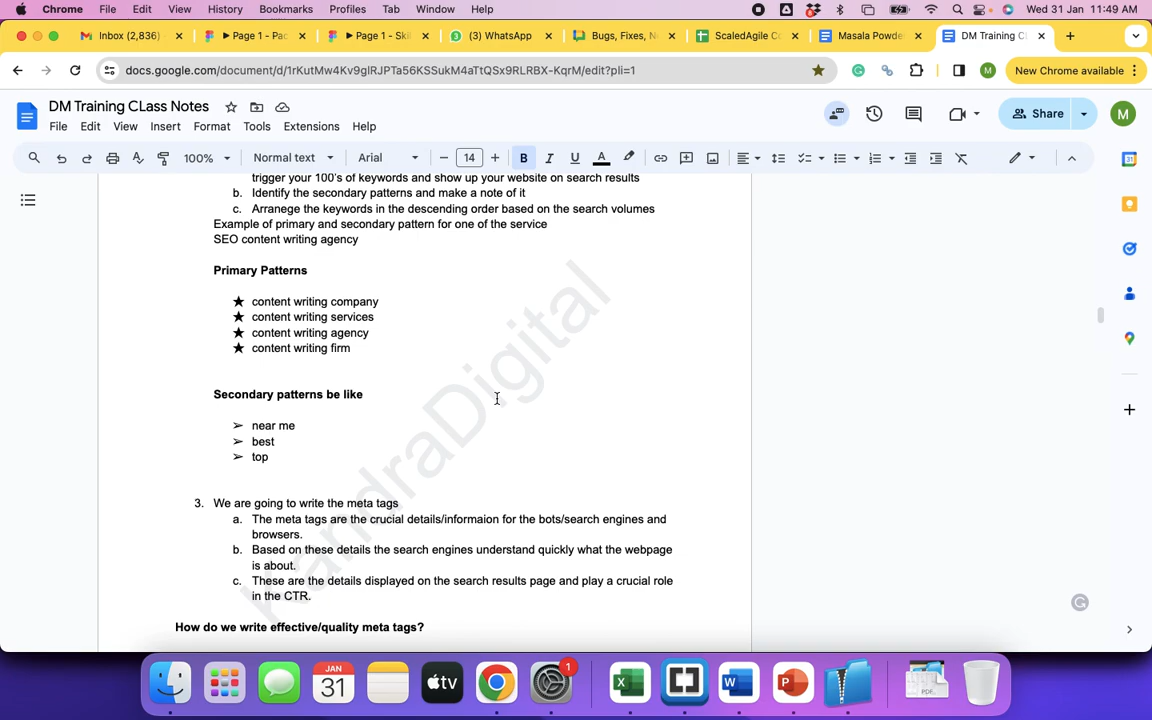 Chrome File Edit View History Bookmarks Profiles Tab Window Help Wed 31 Jan 11:49 AM
Inbox (2,836) Page 1 - Pac Page 1 - Ski (3) WhatsApp Bugs, Fixes, N ScaledAgile Co Masala Powde DM Training C
docs.google.com/document/d/1rKutMw4Kv9glRJPTa56KSSukM4aTtQSx9RLRBX-KqrM/edit?pli=1 M New Chrome available
DM Training CLass Notes Share M
File Edit View Insert Format Tools Extensions Help
100% Normal text Arial 14 B I U A
trigger your 100's of keywords and show up your website on search results
b. Identify the secondary patterns and make a note of it
c. Arranege the keywords in the descending order based on the search volumes
Example of primary and secondary pattern for one of the service
SEO content writing agency
Primary Patterns
★ content writing company
★ content writing services
★ content writing agency
★ content writing firm
Secondary patterns be like
➢ near me
➢ best
➢ top
3. We are going to write the meta tags
a. The meta tags are the crucial details/informaion for the bots/search engines and
browsers.
b. Based on these details the search engines understand quickly what the webpage
is about.
c. These are the details displayed on the search results page and play a crucial role
in the CTR.
How do we write effective/quality meta tags?
KandraDigital
JAN
31
tv
1
PDF